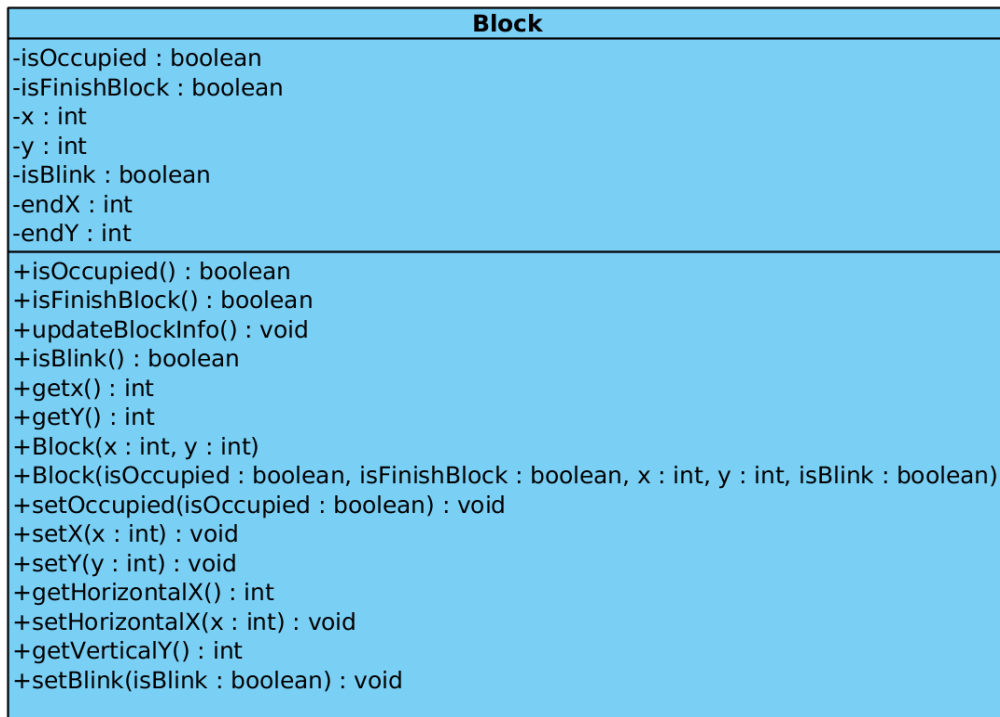 Block
-isOccupied : boolean
-isFinishBlock : boolean
-x : int
-y : int
-isBlink : boolean
-endX : int
-endY : int
+isOccupied() : boolean
+isFinishBlock() : boolean
+updateBlockInfo() : void
+isBlink() : boolean
+getx() : int
+getY() : int
+Block(x : int, y : int)
+Block(isOccupied : boolean, isFinishBlock : boolean, x : int, y : int, isBlink : boolean)
+setOccupied(isOccupied : boolean) : void
+setX(x : int) : void
+setY(y : int) : void
+getHorizontalX() : int
+setHorizontalX(x : int) : void
+getVerticalY() : int
+setBlink(isBlink : boolean) : void